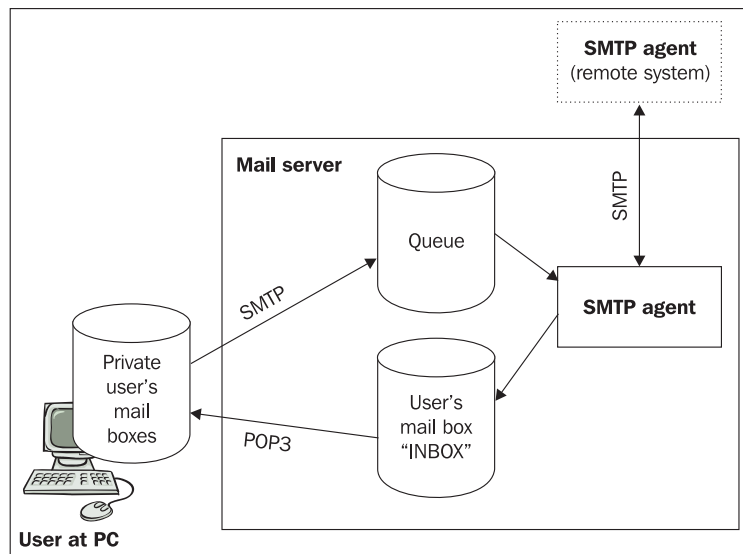 SMTP agent
(remote system)
Mail server
SMTP
Queue
SMTP
SMTP agent
Private
user's
mail
boxes
User's
mail box
“INBOX”
POP3
User at PC